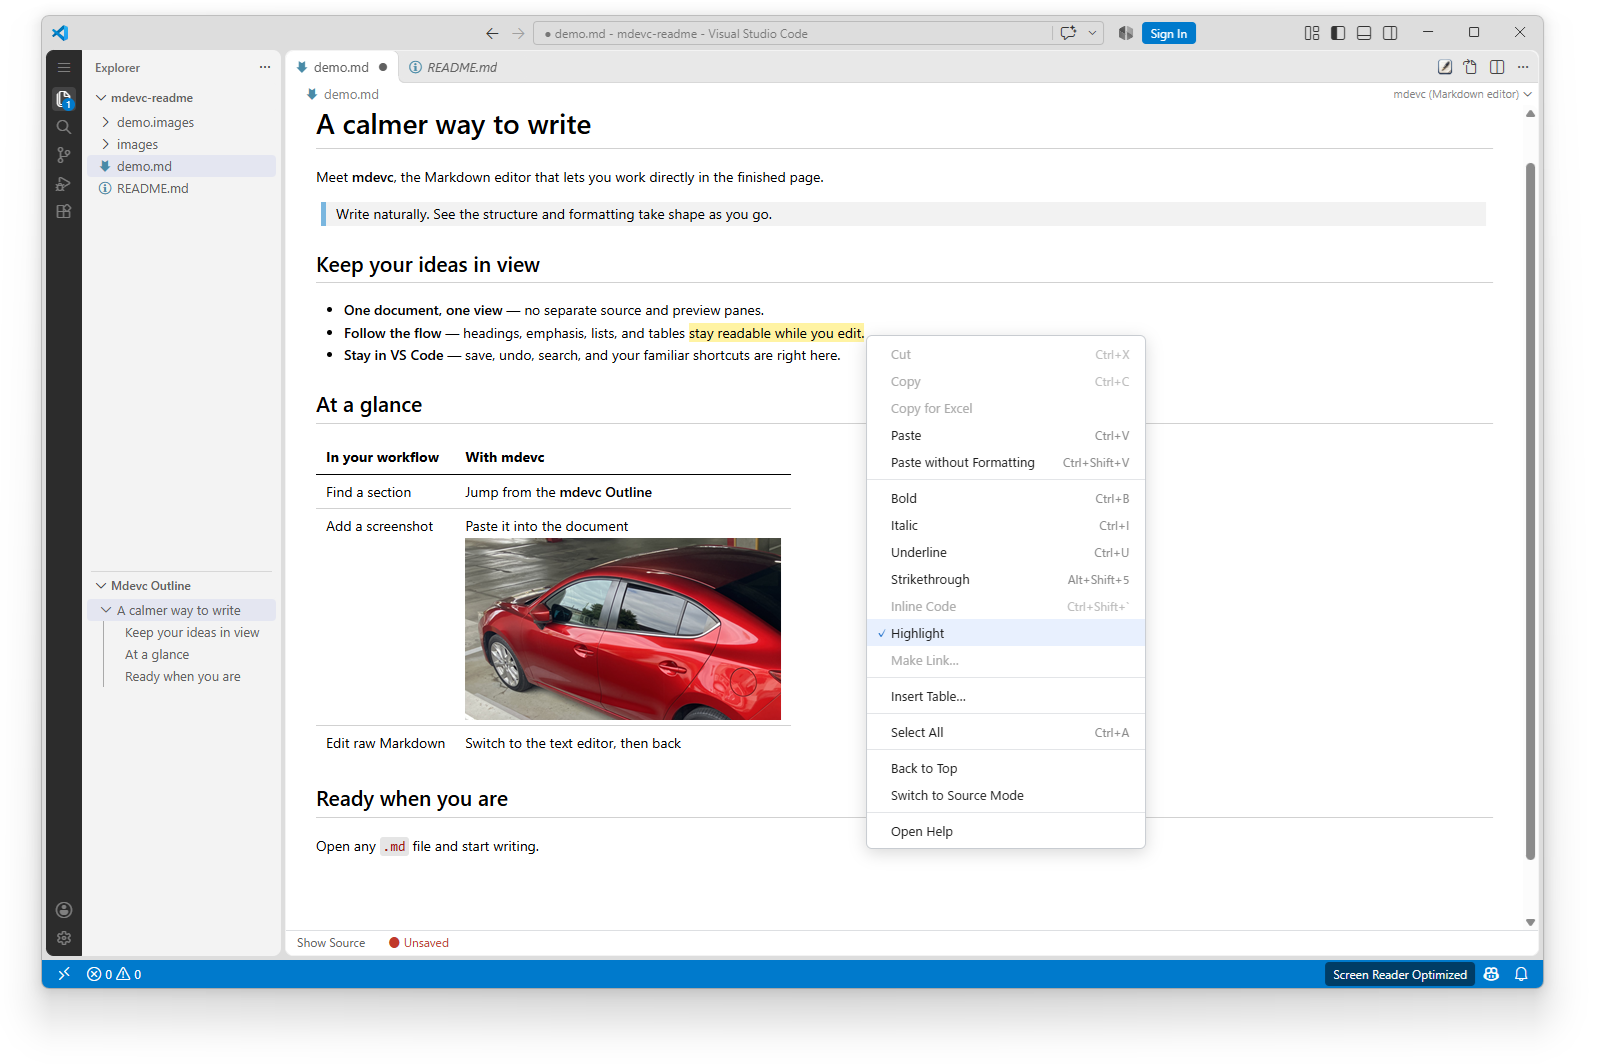 ● demo.md - mdevc-readme - Visual Studio Code
Sign In
Explorer
mdevc-readme
demo.images
images
demo.md
README.md
1
Mdevc Outline
A calmer way to write
Keep your ideas in view
At a glance
Ready when you are
demo.md
README.md
demo.md
mdevc (Markdown editor)
A calmer way to write
Meet mdevc, the Markdown editor that lets you work directly in the finished page.
Write naturally. See the structure and formatting take shape as you go.
Keep your ideas in view
• One document, one view — no separate source and preview panes.
• Follow the flow — headings, emphasis, lists, and tables stay readable while you edit.
• Stay in VS Code — save, undo, search, and your familiar shortcuts are right here.
At a glance
In your workflow With mdevc
Find a section Jump from the mdevc Outline
Add a screenshot Paste it into the document
Edit raw Markdown Switch to the text editor, then back
Ready when you are
Open any .md file and start writing.
Cut Ctrl+X
Copy Ctrl+C
Copy for Excel
Paste Ctrl+V
Paste without Formatting Ctrl+Shift+V
Bold Ctrl+B
Italic Ctrl+I
Underline Ctrl+U
Strikethrough Alt+Shift+5
Inline Code Ctrl+Shift+`
✓ Highlight
Make Link...
Insert Table...
Select All Ctrl+A
Back to Top
Switch to Source Mode
Open Help
Show Source
Unsaved
0 0
Screen Reader Optimized